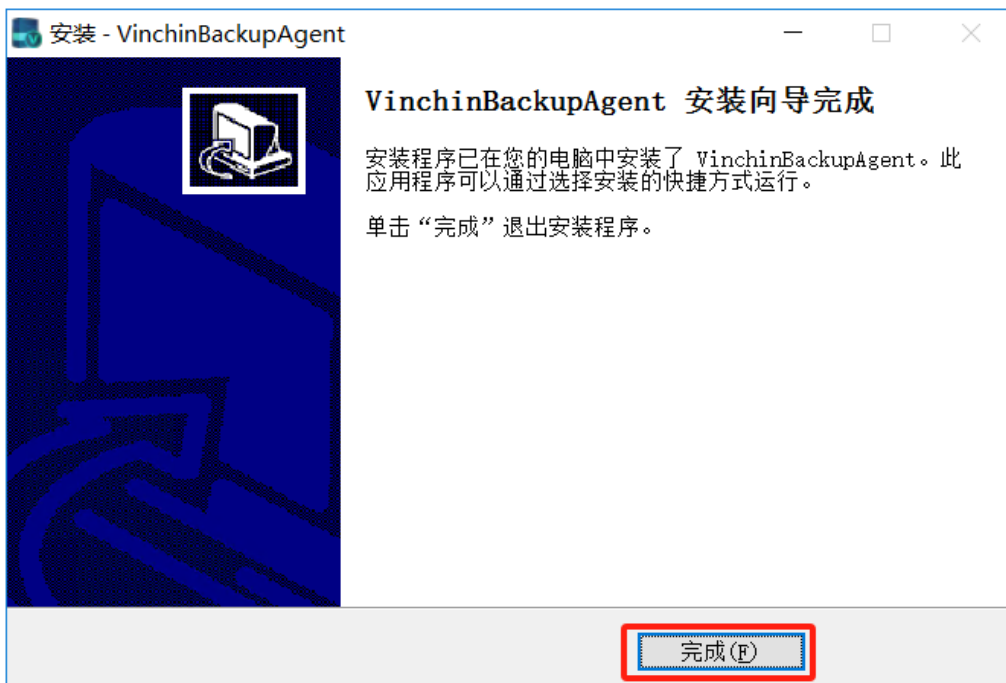 安装 - VinchinBackupAgent
VinchinBackupAgent 安装向导完成
安装程序已在您的电脑中安装了 VinchinBackupAgent。此
应用程序可以通过选择安装的快捷方式运行。
单击“完成”退出安装程序。
完成(F)